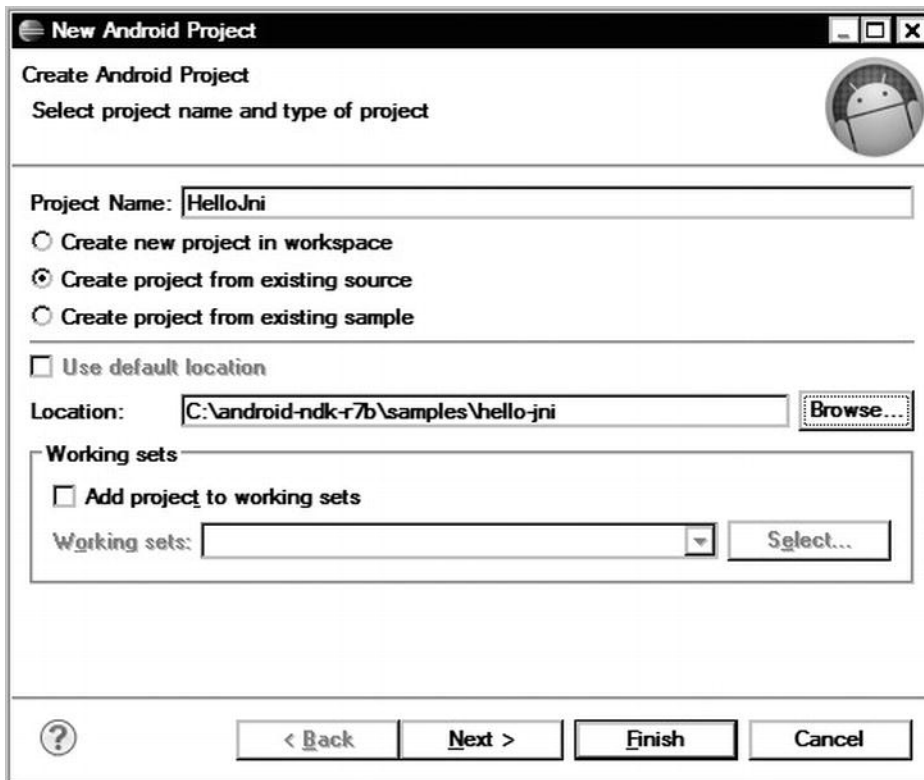 New Android Project
Create Android Project
Select project name and type of project
Project Name: HelloJni
Create new project in workspace
Create project from existing source
Create project from existing sample
Use default location
Location: C:\android-ndk-r7b\samples\hello-jni Browse...
Working sets
Add project to working sets
Working sets: Select...
? < Back Next > Finish Cancel